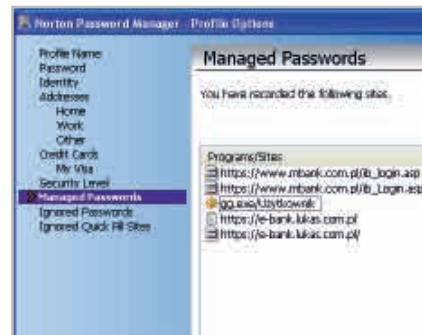 Norton Password Manager - Profile Options
Profile Name
Password
Identity
Addresses
Home
Work
Other
Credit Cards
My Visa
Security Level
Managed Passwords
Ignored Passwords
Ignored Quick Fill Sites
Managed Passwords
You have recorded the following sites.
Programs/Sites
https://www.mbank.com.pl/ib_login.asp
https://www.mbank.com.pl/ib_Login.asp
gg.exe/Użytkownik
https://e-bank.lukas.com.pl
https://e-bank.lukas.com.pl/